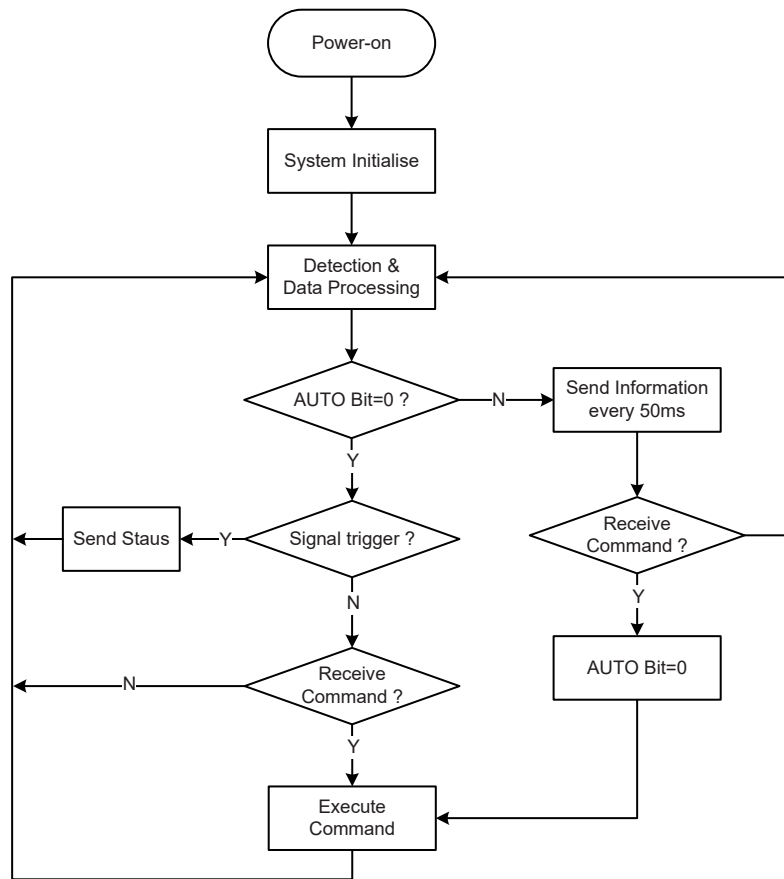 Power-on
System Initialise
Detection &
Data Processing
AUTO Bit=0 ?
N
Send Information
every 50ms
Y
Send Staus
Y
Signal trigger ?
Receive
Command ?
N
Y
Receive
Command ?
N
AUTO Bit=0
Y
Execute
Command